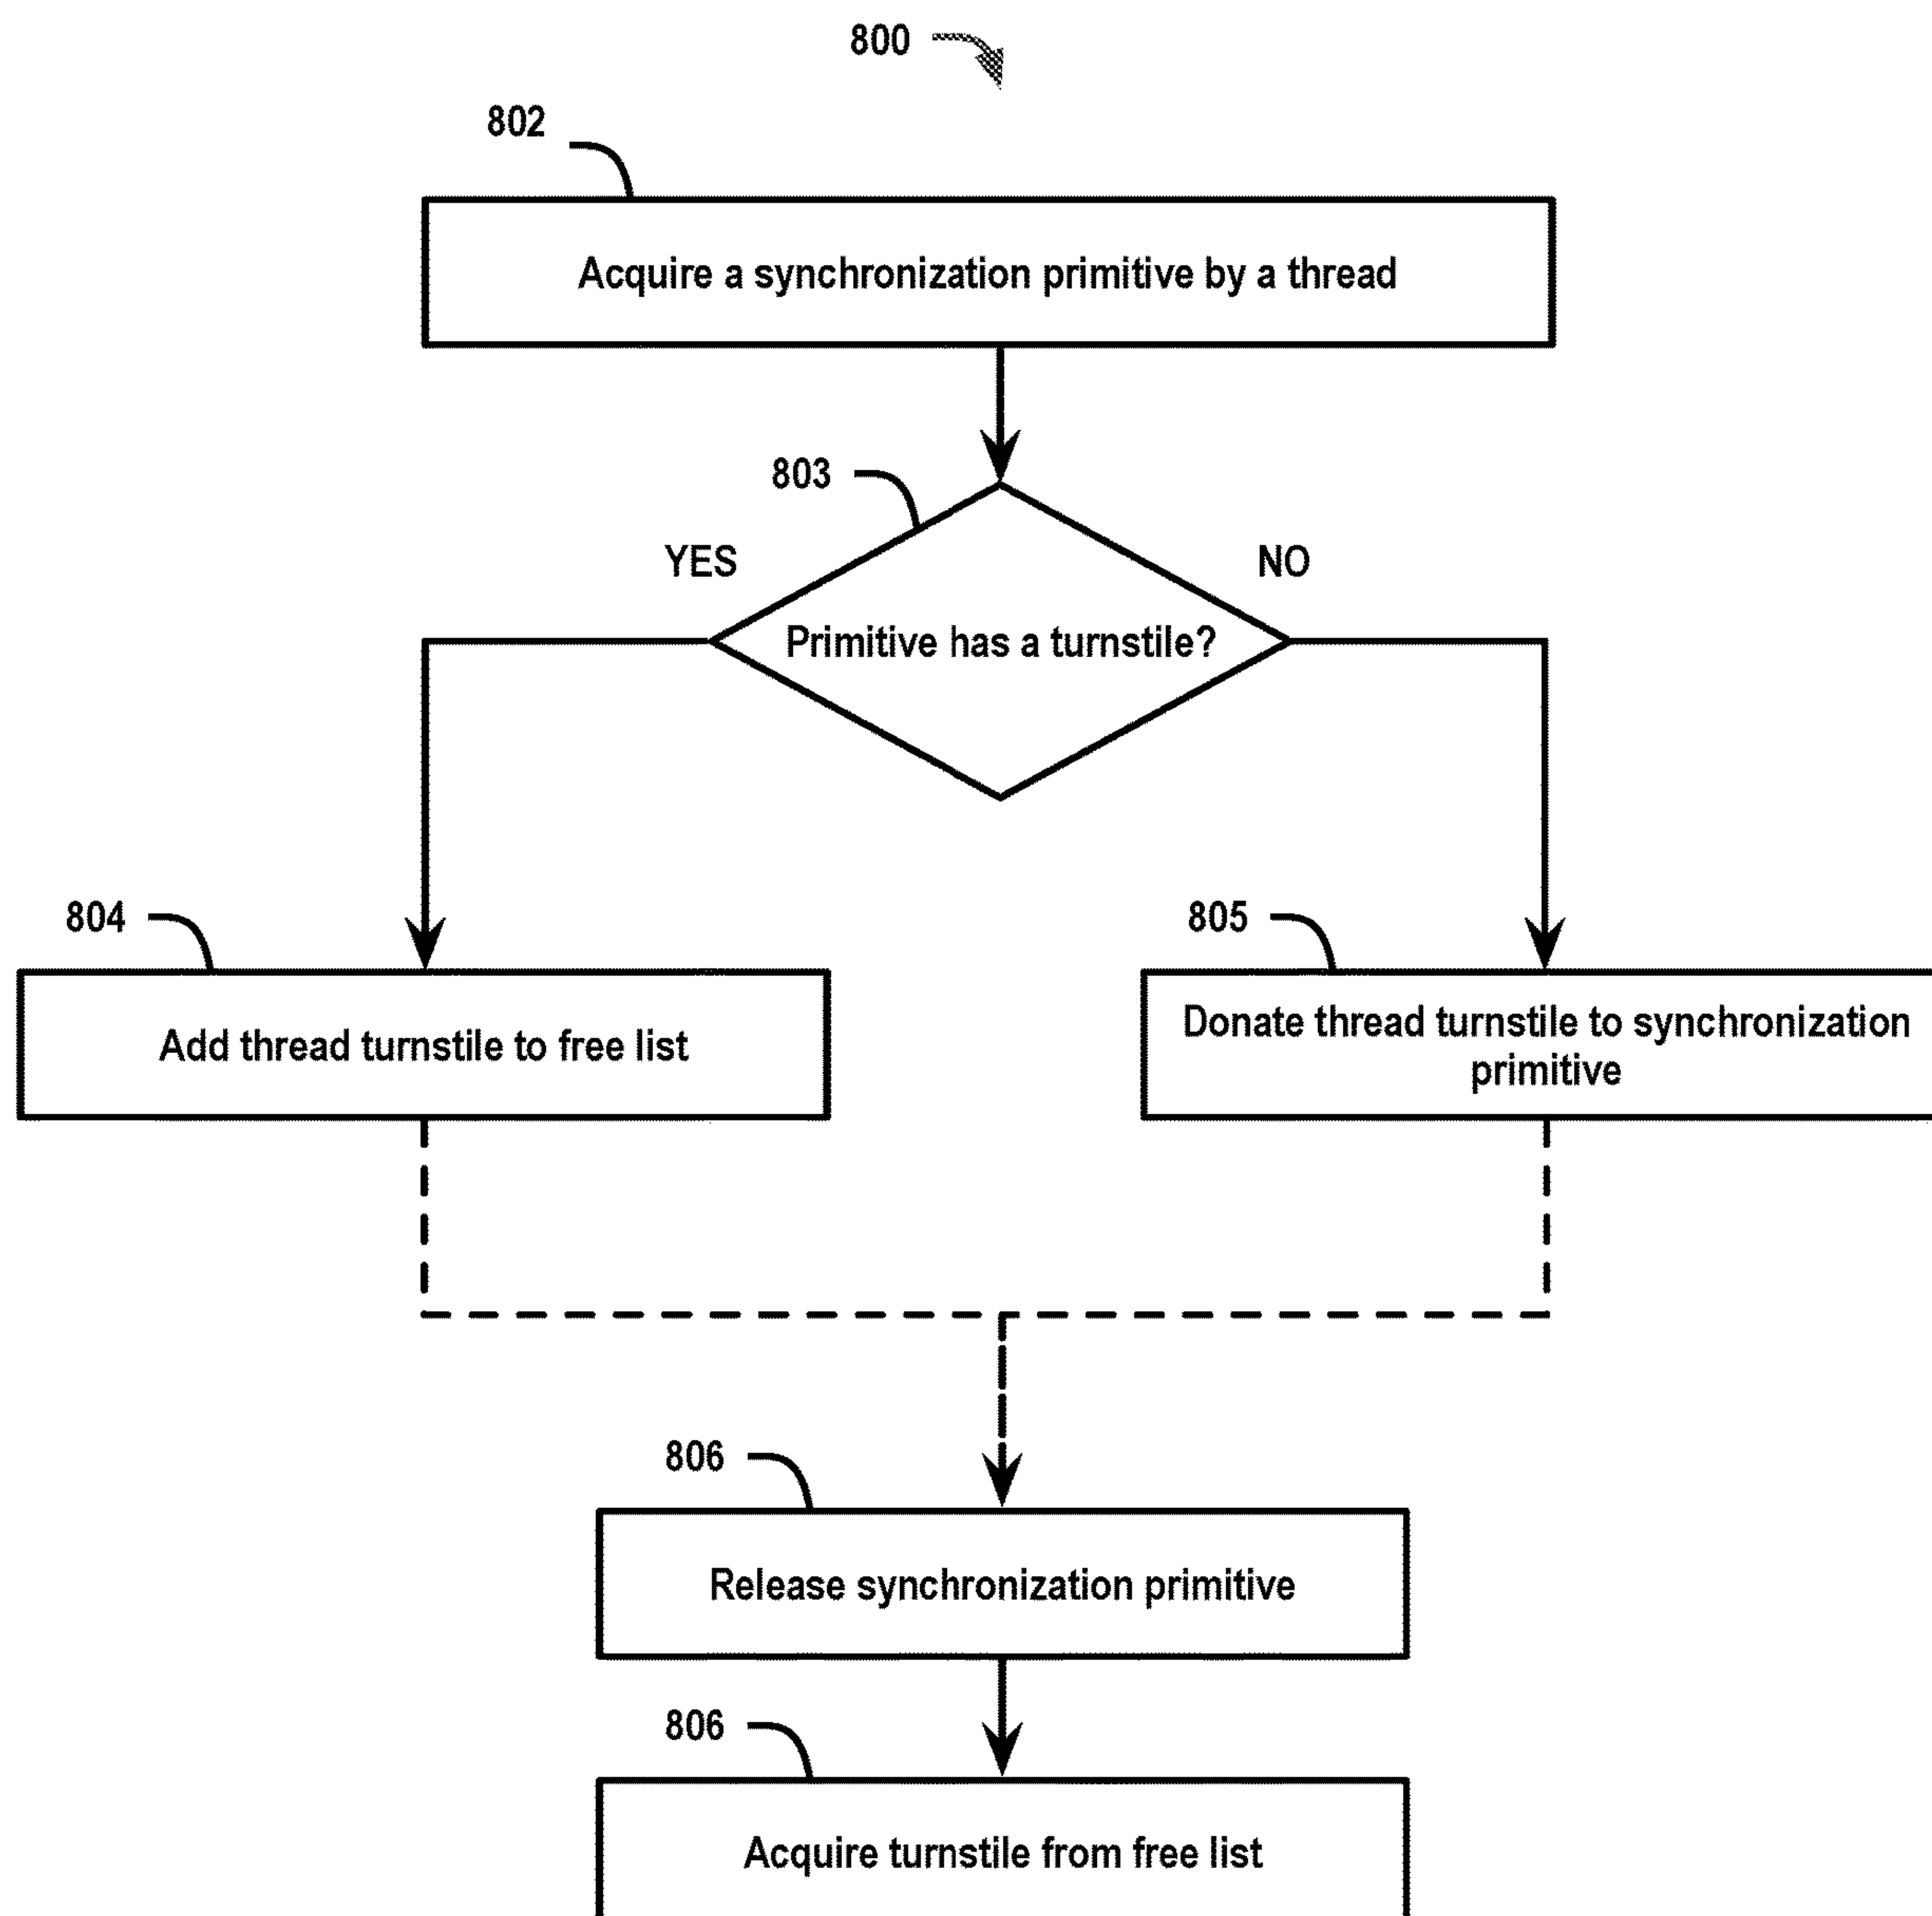 800
802
Acquire a synchronization primitive by a thread
803
YES
NO
Primitive has a turnstile?
804
805
Add thread turnstile to free list
Donate thread turnstile to synchronization
primitive
806
Release synchronization primitive
806
Acquire turnstile from free list